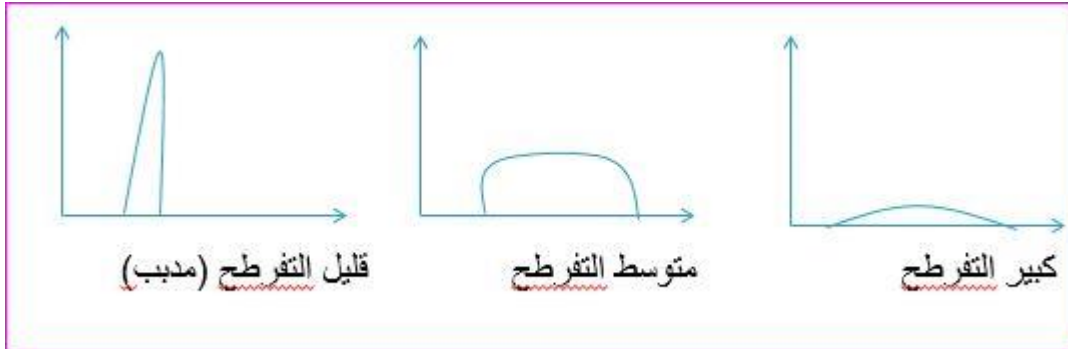 كبير التفرطح
متوسط التفرطح
قليل التفرطح (مدبب)